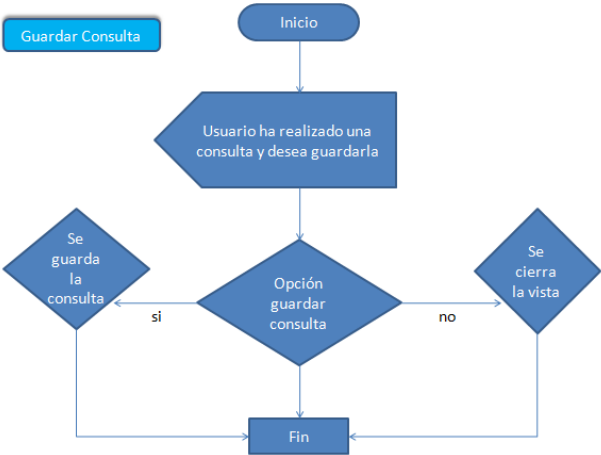 Guardar Consulta
Inicio
Usuario ha realizado una
consulta y desea guardarla
Se
guarda
la
consulta
Opción
guardar
consulta
Se
cierra
la vista
si
no
Fin